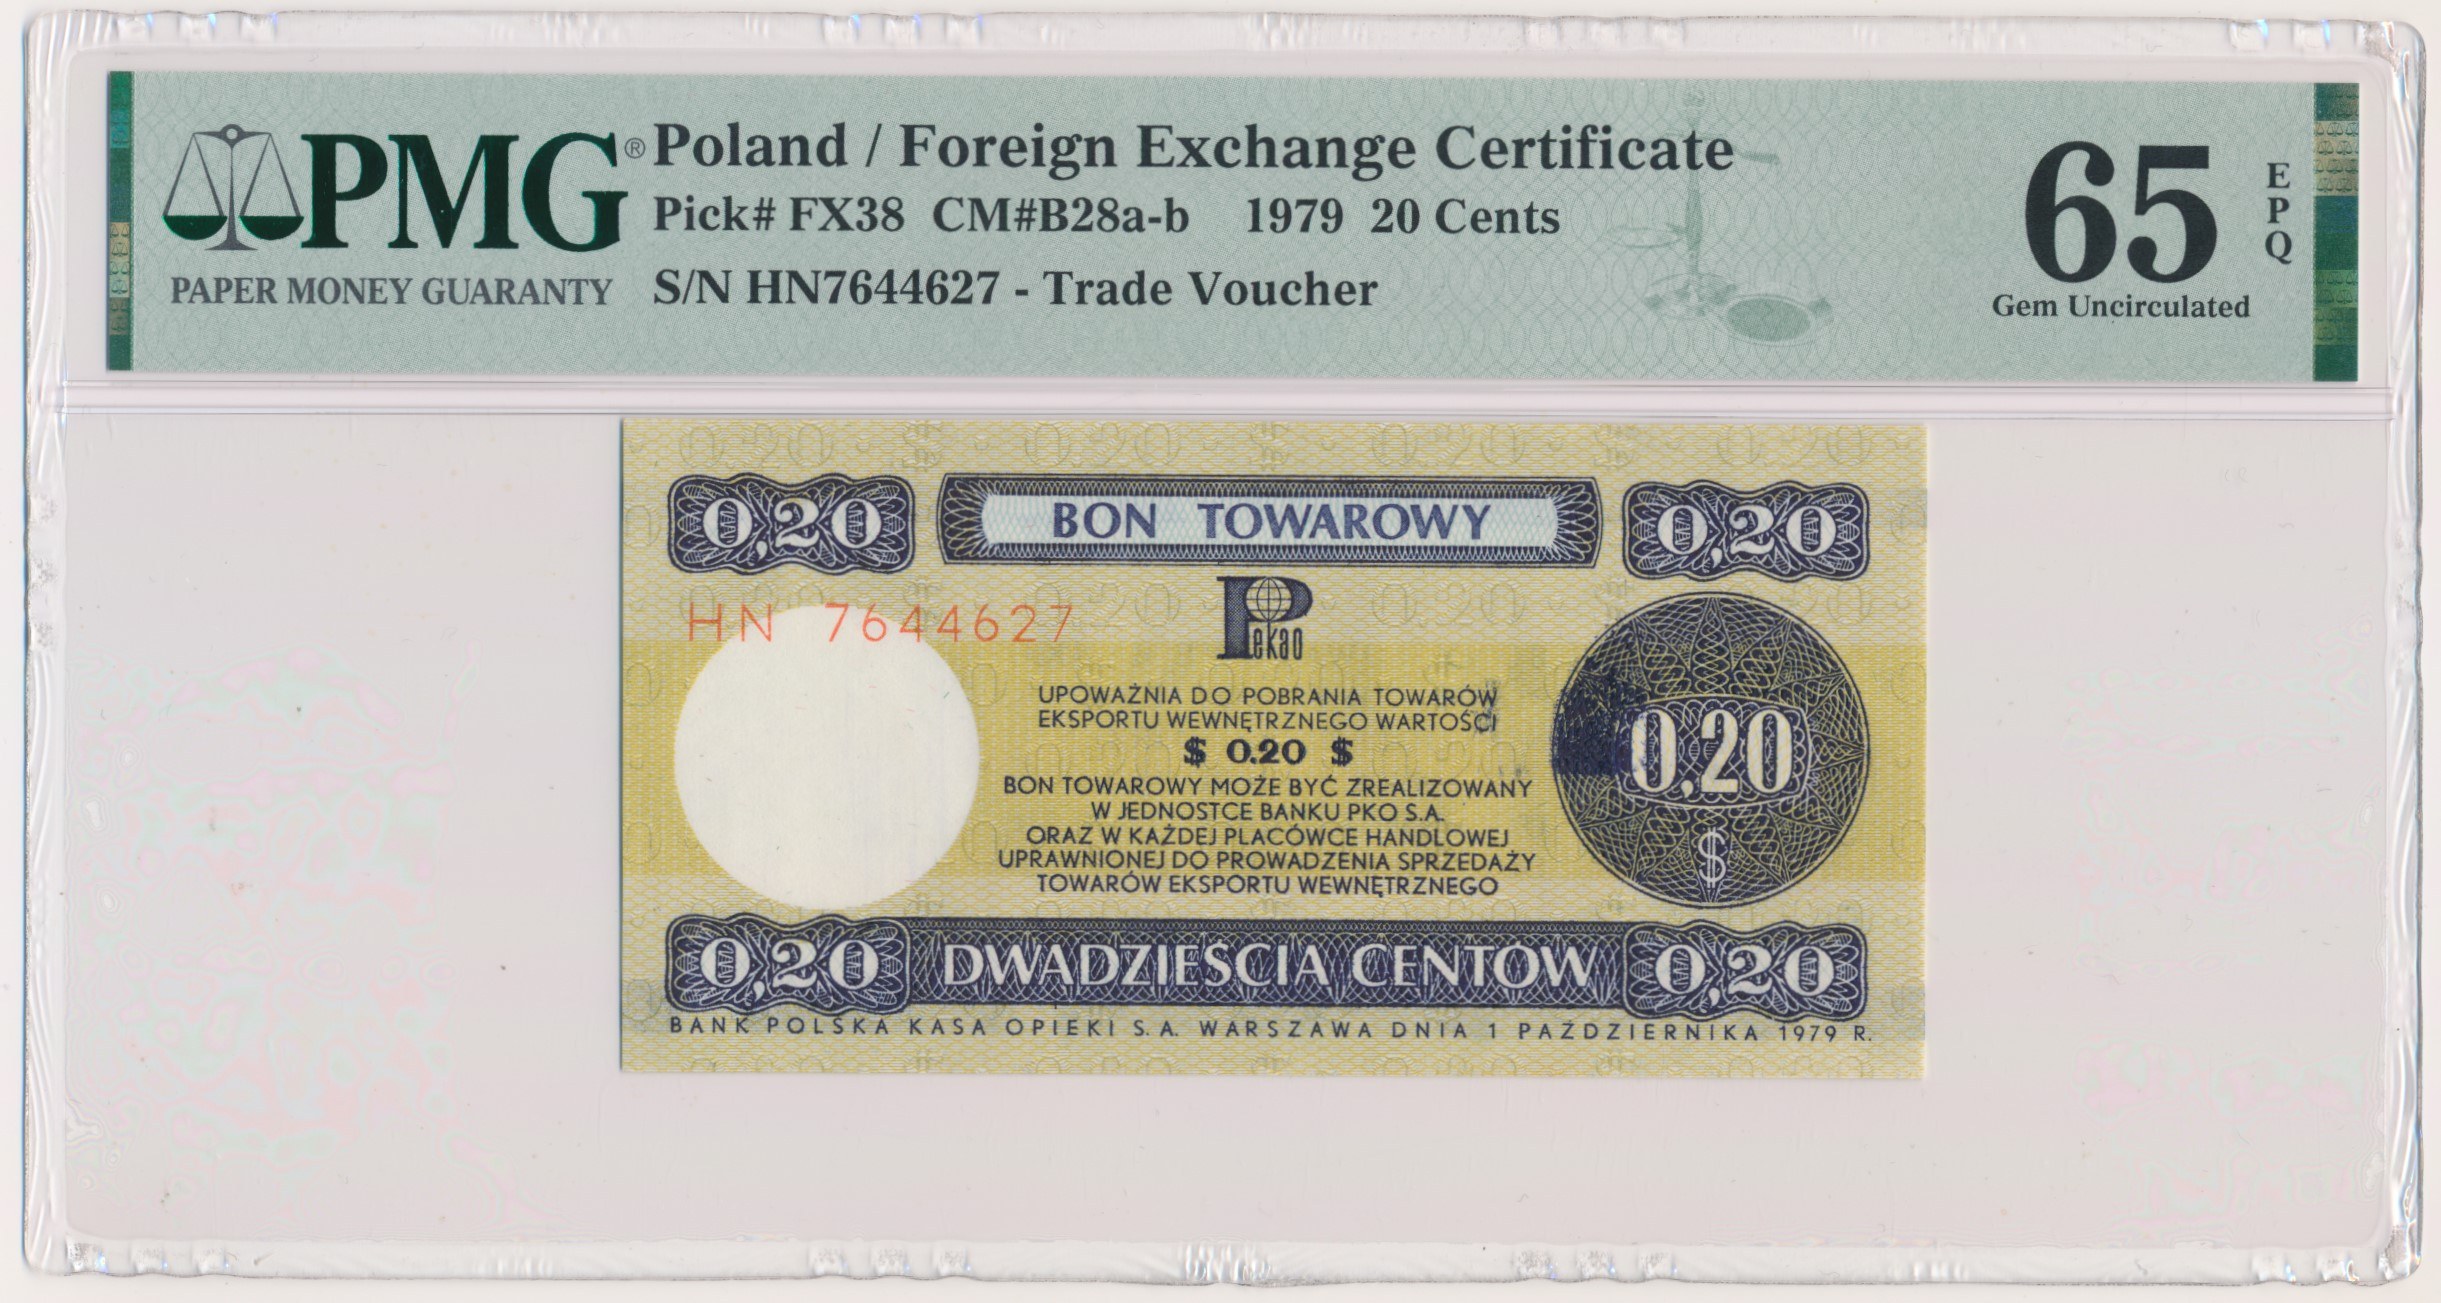 PMG®
PAPER MONEY GUARANTY
Poland / Foreign Exchange Certificate
Pick# FX38 CM#B28a-b 1979 20 Cents
S/N HN7644627 - Trade Voucher
65
EPQ
Gem Uncirculated
0,20 BON TOWAROWY 0,20
HN 7644627
Pekao
UPOWAŻNIA DO POBRANIA TOWARÓW
EKSPORTU WEWNĘTRZNEGO WARTOŚCI
$ 0.20 $
BON TOWAROWY MOŻE BYĆ ZREALIZOWANY
W JEDNOSTCE BANKU PKO S.A.
ORAZ W KAŻDEJ PLACÓWCE HANDLOWEJ
UPRAWNIONEJ DO PROWADZENIA SPRZEDAŻY
TOWARÓW EKSPORTU WEWNĘTRZNEGO
0,20
$
0,20 DWADZIEŚCIA CENTÓW 0,20
BANK POLSKA KASA OPIEKI S.A. WARSZAWA DNIA 1 PAŹDZIERNIKA 1979 R.